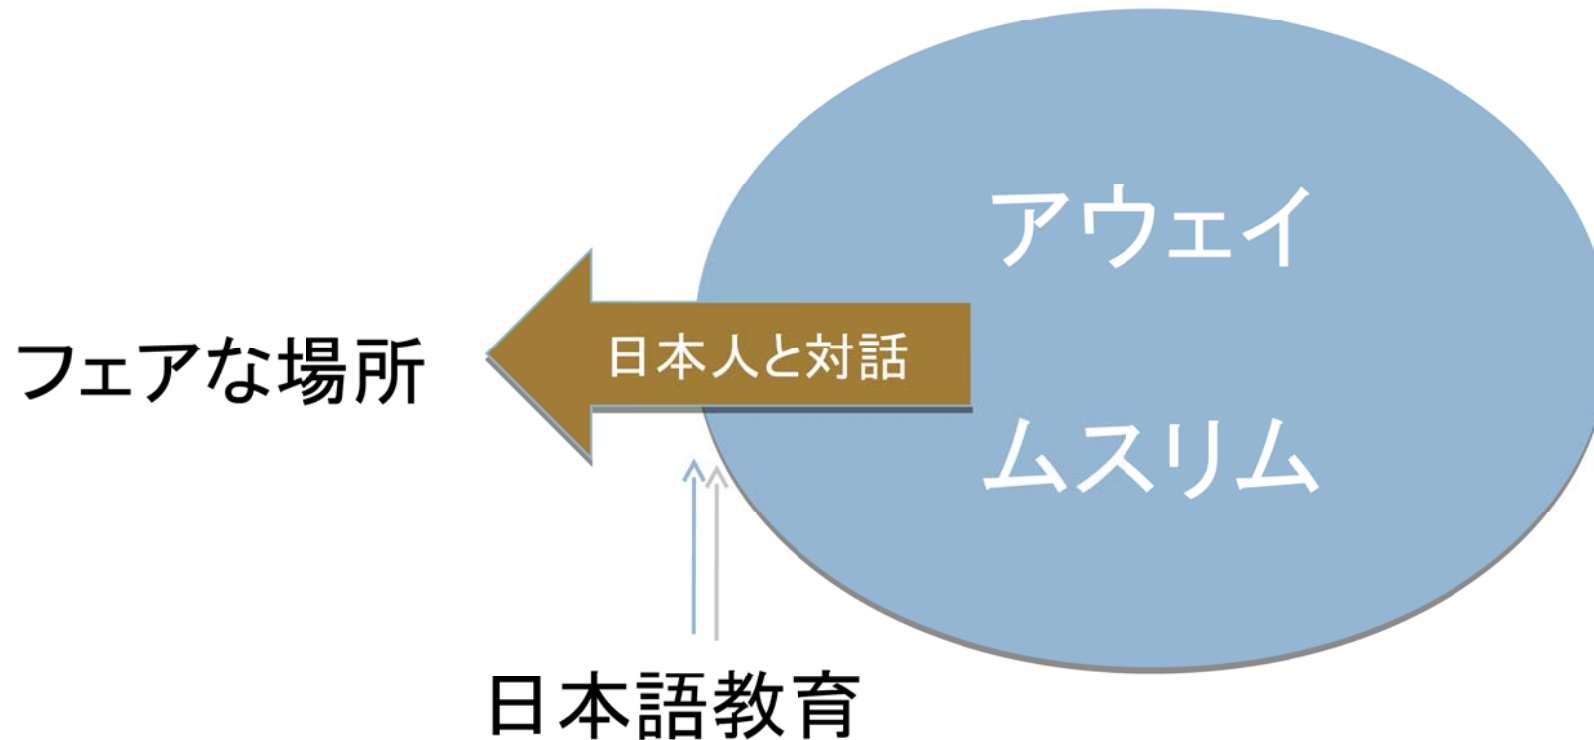 アウェイ
ムスリム
日本人と対話
フェアな場所
日本語教育